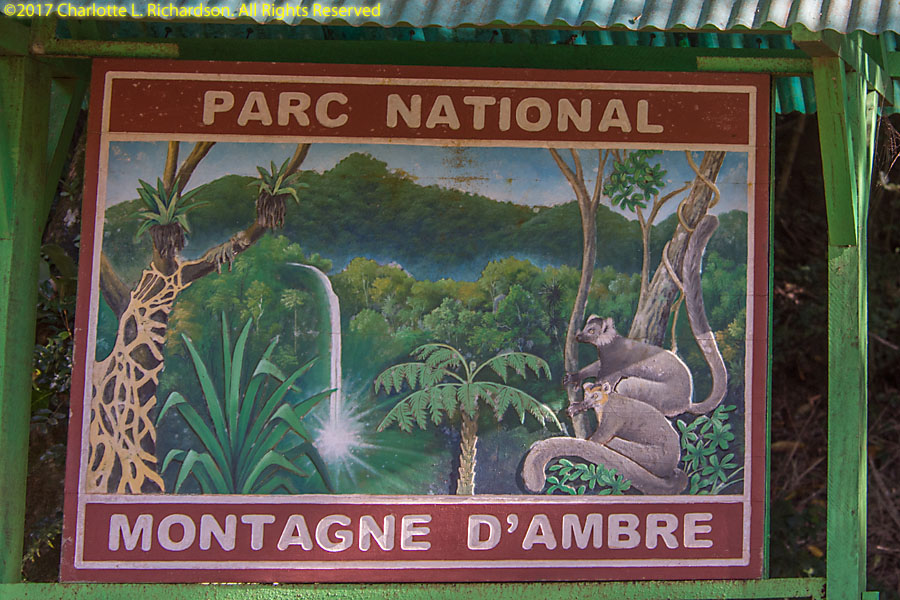 ©2017 Charlotte L. Richardson. All Rights Reserved
PARC NATIONAL
MONTAGNE D'AMBRE